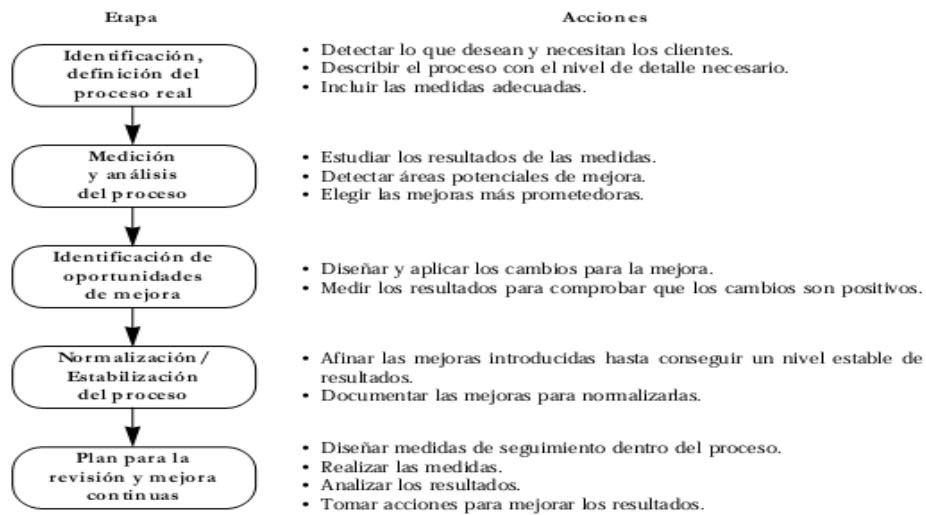 Etapa
Acciones
Identificación,
definición del
proceso real
• Detectar lo que desean y necesitan los clientes.
• Describir el proceso con el nivel de detalle necesario.
• Incluir las medidas adecuadas.
Medición
y análisis
del proceso
• Estudiar los resultados de las medidas.
• Detectar áreas potenciales de mejora.
• Elegir las mejoras más prometedoras.
Identificación de
oportunidades
de mejora
• Diseñar y aplicar los cambios para la mejora.
• Medir los resultados para comprobar que los cambios son positivos.
Normalización/
Estabilización
del proceso
• Afinar las mejoras introducidas hasta conseguir un nivel estable de
resultados.
• Documentar las mejoras para normalizarlas.
Plan para la
revisión y mejora
continuas
• Diseñar medidas de seguimiento dentro del proceso.
• Realizar las medidas.
• Analizar los resultados.
• Tomar acciones para mejorar los resultados.